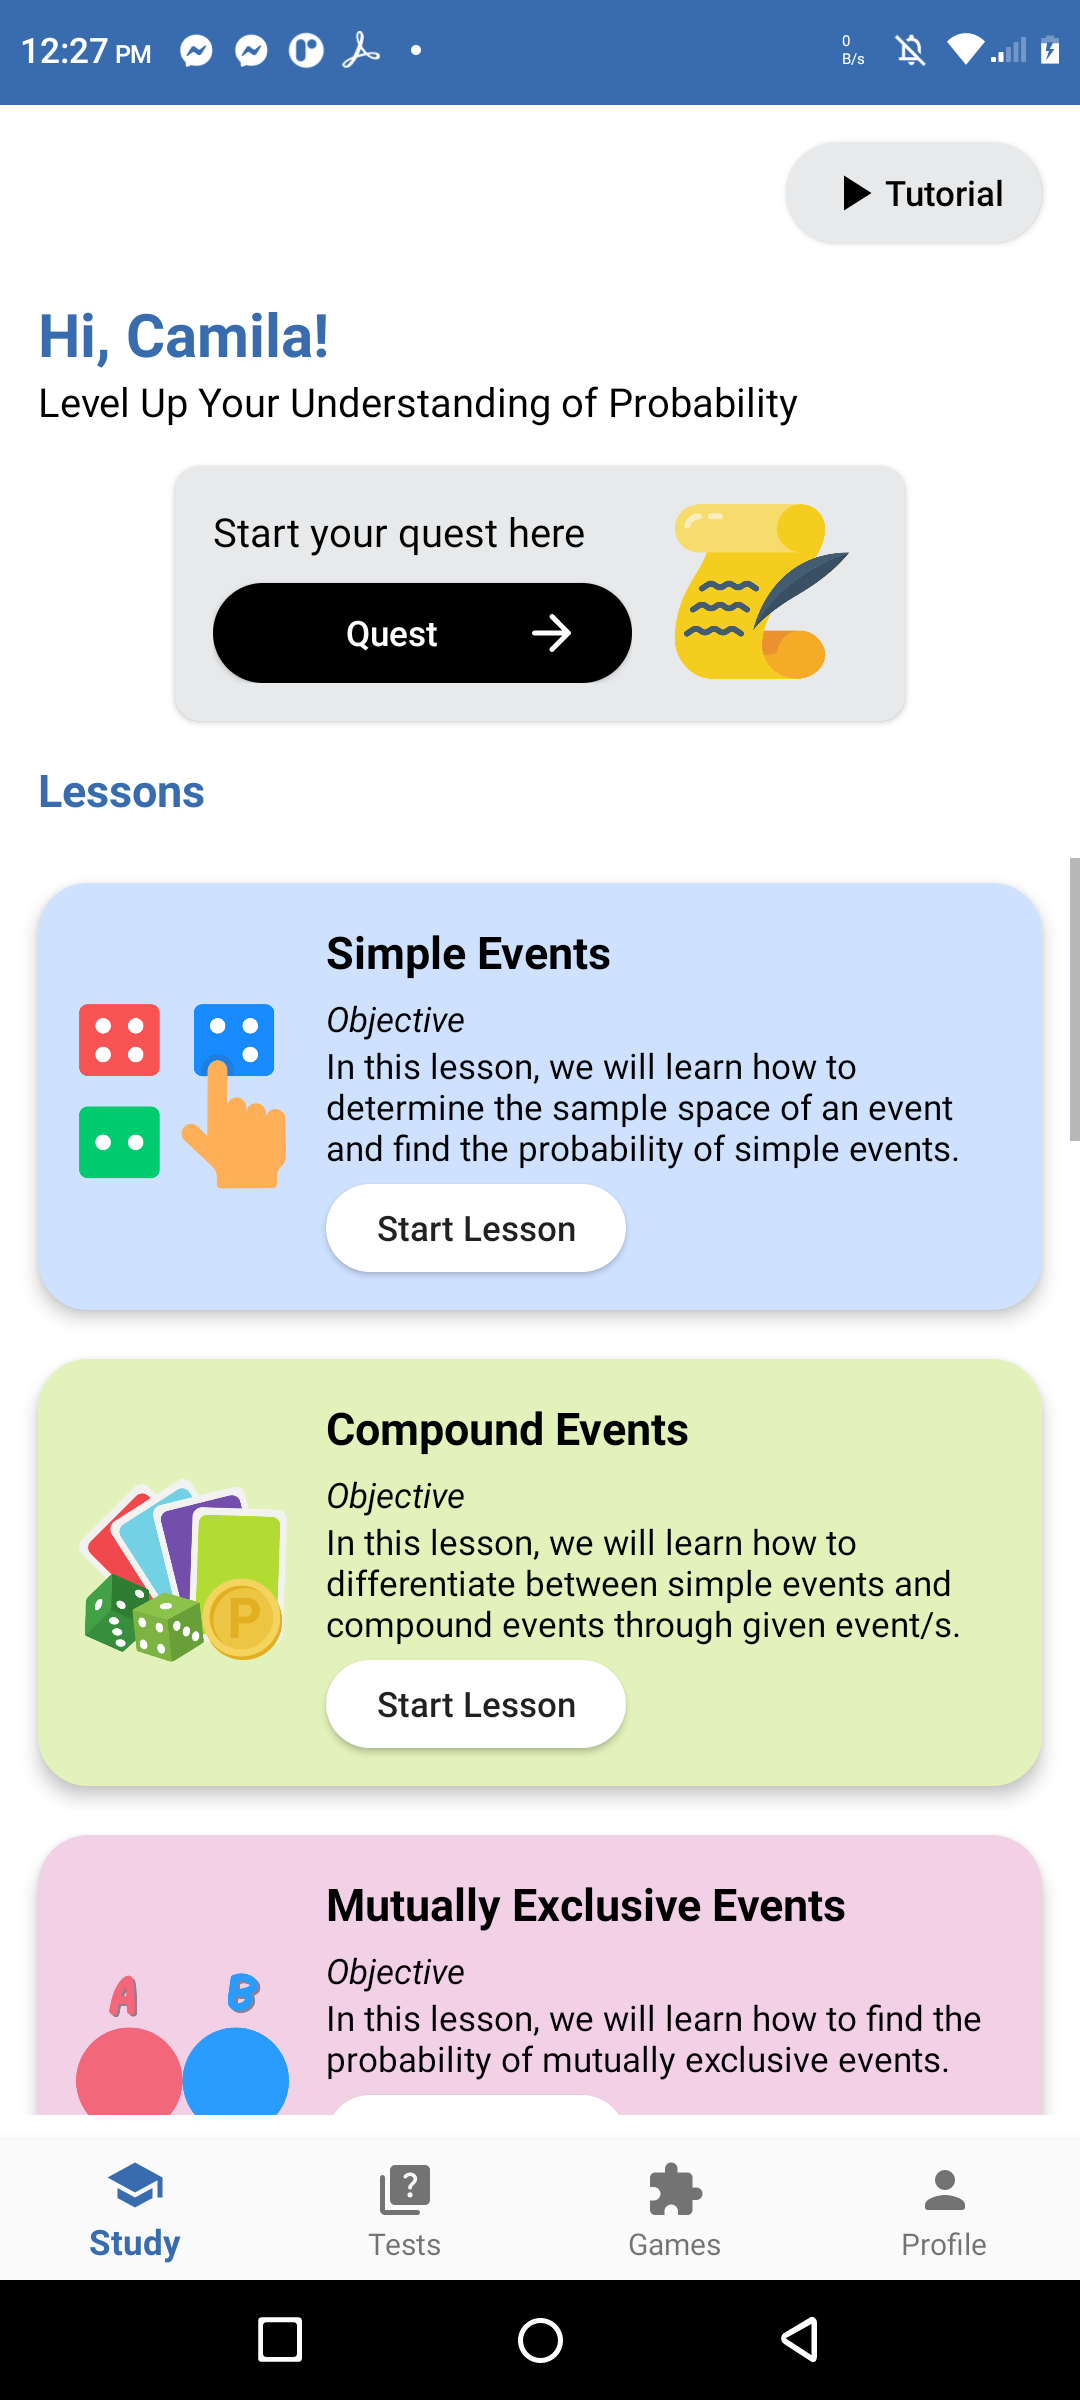 12:27 PM
0
B/s
Tutorial
Hi, Camila!
Level Up Your Understanding of Probability
Start your quest here
Quest
Lessons
Simple Events
Objective
In this lesson, we will learn how to
determine the sample space of an event
and find the probability of simple events.
Start Lesson
Compound Events
Objective
In this lesson, we will learn how to
differentiate between simple events and
compound events through given event/s.
P
Start Lesson
Mutually Exclusive Events
Objective
A B
In this lesson, we will learn how to find the
probability of mutually exclusive events.
?
Study
Tests
Games
Profile